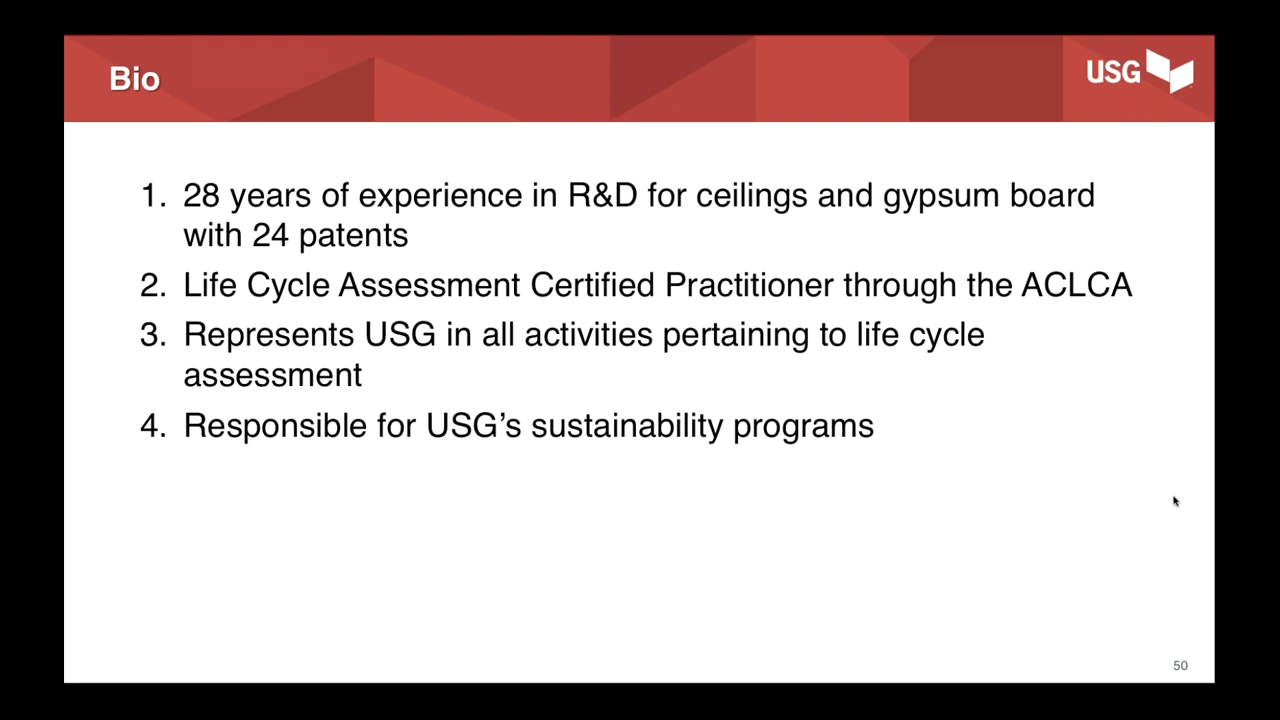 Bio
USG
1. 28 years of experience in R&D for ceilings and gypsum board
with 24 patents
2. Life Cycle Assessment Certified Practitioner through the ACLCA
3. Represents USG in all activities pertaining to life cycle
assessment
4. Responsible for USG’s sustainability programs
50